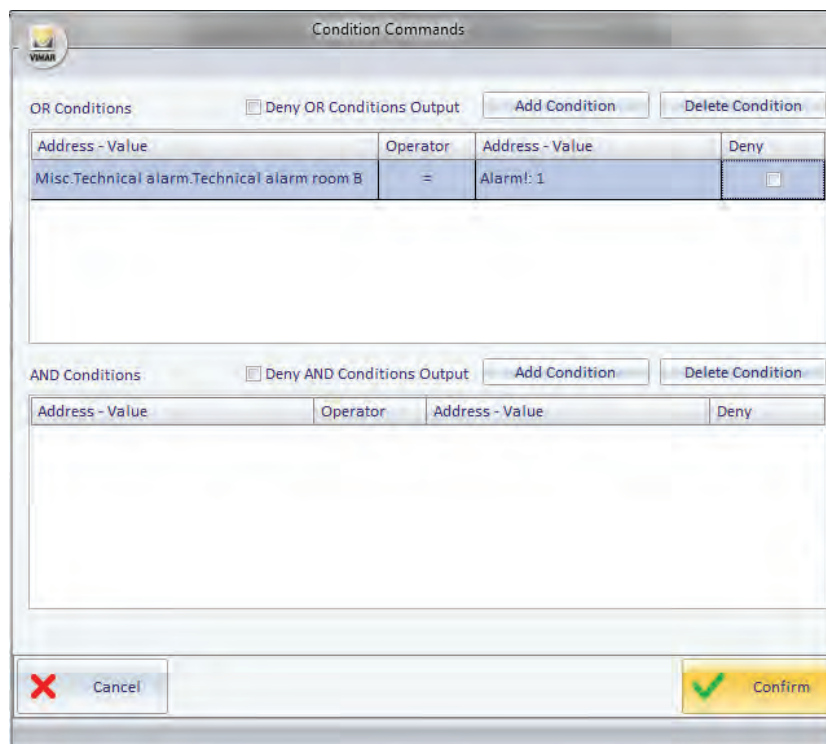 Condition Commands
VIMAR
OR Conditions Deny OR Conditions Output Add Condition Delete Condition
Address - Value Operator Address - Value Deny
Misc.Technical alarm.Technical alarm room B = Alarm!: 1
AND Conditions Deny AND Conditions Output Add Condition Delete Condition
Address - Value Operator Address - Value Deny
Cancel Confirm